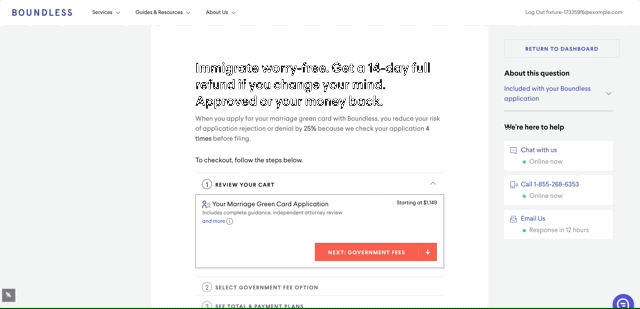 BOUNDLESS
Services
Guides & Resources
About Us
Log Out fixture-173359f6@example.com
Immigrate worry-free. Get a 14-day full
refund if you change your mind.
Approved or your money back.
When you apply for your marriage green card with Boundless, you reduce your risk
of application rejection or denial by 25% because we check your application 4
times before filing.
To checkout, follow the steps below.
1 REVIEW YOUR CART
Your Marriage Green Card Application
Starting at $1,149
Includes complete guidance, independent attorney review
and more
NEXT: GOVERNMENT FEES
2 SELECT GOVERNMENT FEE OPTION
3 SEE TOTAL & PAYMENT PLANS
RETURN TO DASHBOARD
About this question
Included with your Boundless
application
We're here to help
Chat with us
Online now
Call 1-855-268-6353
Online now
Email Us
Response in 12 hours